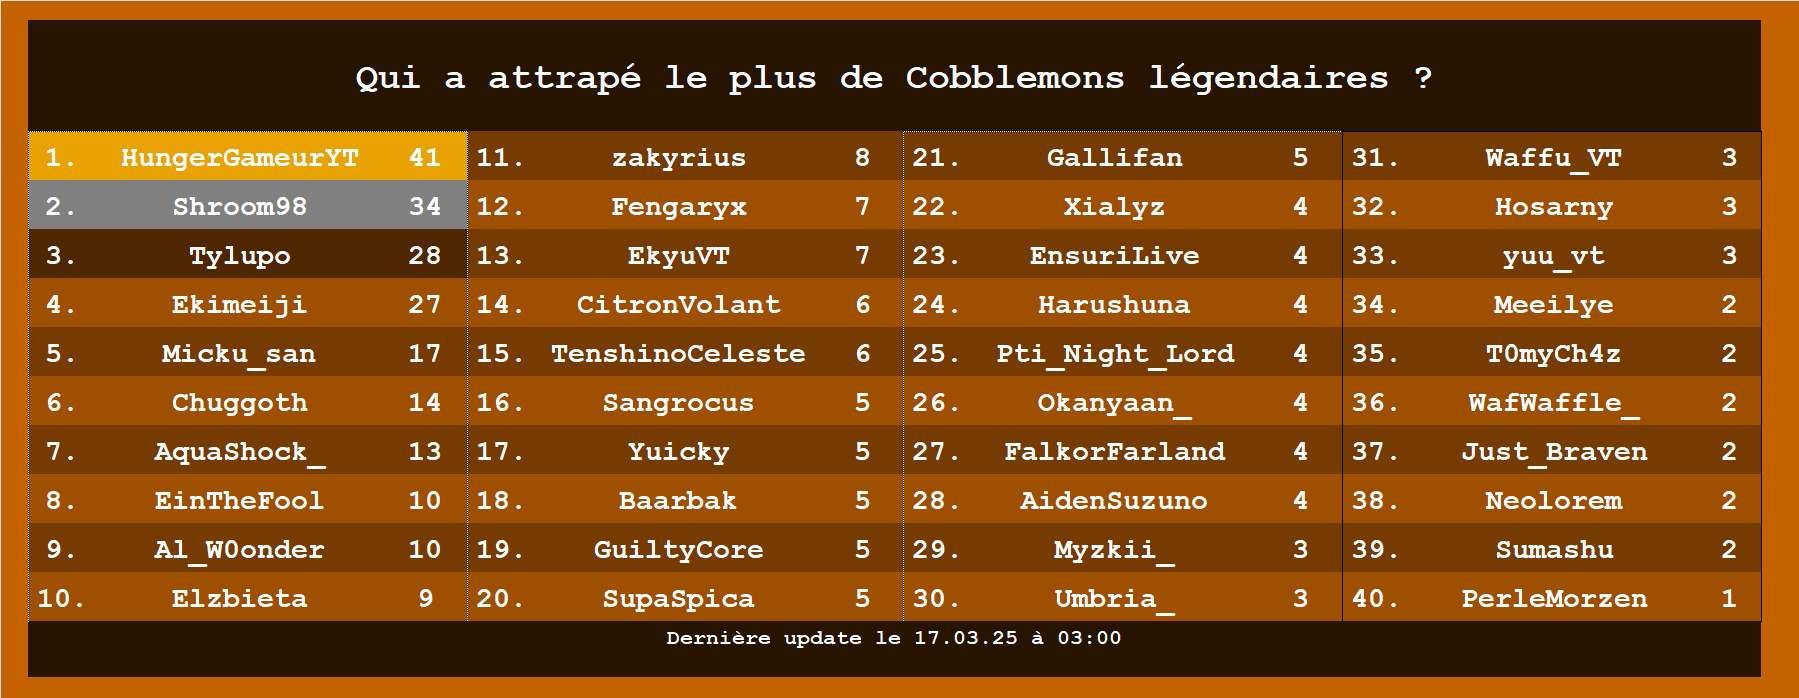 Qui a attrapé le plus de Cobblemons légendaires ?
1. HungerGameurYT 41
2. Shroom98 34
3. Tylupo 28
4. Ekimeiji 27
5. Micku_san 17
6. Chuggoth 14
7. AquaShock_ 13
8. EinTheFool 10
9. Al_W0onder 10
10. Elzbieta 9
11. zakyrius 8
12. Fengaryx 7
13. EkyuVT 7
14. CitronVolant 6
15. TenshinoCeleste 6
16. Sangrocus 5
17. Yuicky 5
18. Baarbak 5
19. GuiltyCore 5
20. SupaSpica 5
21. Gallifan 5
22. Xialyz 4
23. EnsuriLive 4
24. Harushuna 4
25. Pti_Night_Lord 4
26. Okanyaan_ 4
27. FalkorFarland 4
28. AidenSuzuno 4
29. Myzkii_ 3
30. Umbria_ 3
31. Waffu_VT 3
32. Hosarny 3
33. yuu_vt 3
34. Meeilye 2
35. T0myCh4z 2
36. WafWaffle_ 2
37. Just_Braven 2
38. Neolorem 2
39. Sumashu 2
40. PerleMorzen 1
Dernière update le 17.03.25 à 03:00